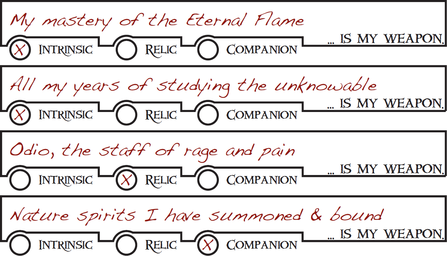 My mastery of the Eternal Flame
... IS MY WEAPON.
X INTRINSIC RELIC COMPANION
All my years of studying the unknowable
... IS MY WEAPON.
X INTRINSIC RELIC COMPANION
Odio, the staff of rage and pain
... IS MY WEAPON.
INTRINSIC X RELIC COMPANION
Nature spirits I have summoned & bound
... IS MY WEAPON.
INTRINSIC RELIC X COMPANION